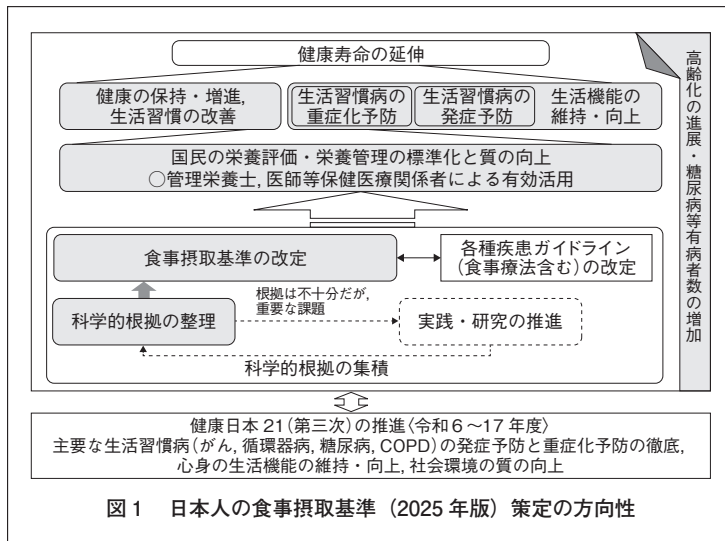 健康寿命の延伸
健康の保持・増進,
生活習慣の改善
生活習慣病の
重症化予防
生活習慣病の
発症予防
生活機能の
維持・向上
国民の栄養評価・栄養管理の標準化と質の向上
○管理栄養士, 医師等保健医療関係者による有効活用
食事摂取基準の改定
各種疾患ガイドライン
(食事療法含む)の改定
根拠は不十分だが,
重要な課題
科学的根拠の整理
実践・研究の推進
科学的根拠の集積
高齢化の進展・糖尿病等有病者数の増加
健康日本 21(第三次)の推進〈令和6〜17年度〉
主要な生活習慣病(がん, 循環器病, 糖尿病, COPD)の発症予防と重症化予防の徹底,
心身の生活機能の維持・向上, 社会環境の質の向上
図1 日本人の食事摂取基準(2025年版)策定の方向性